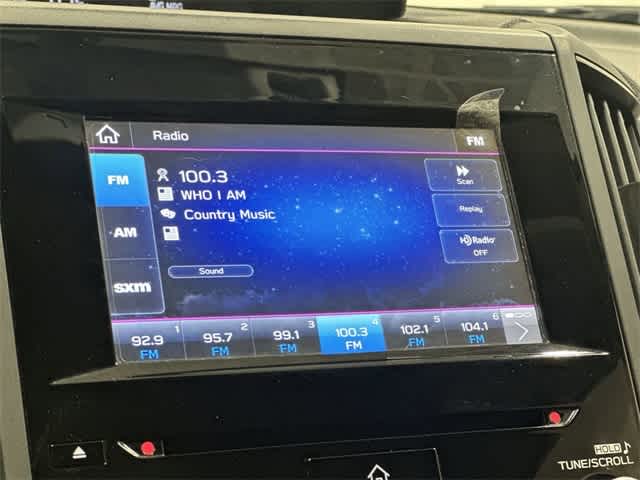 AVG MPG
Radio
FM
FM
100.3
WHO I AM
Country Music
Scan
AM
Replay
HD Radio
OFF
sxm
Sound
1 2 3 4 5 6
92.9 95.7 99.1 100.3 102.1 104.1
FM FM FM FM FM FM
HOLD
TUNE/SCROLL